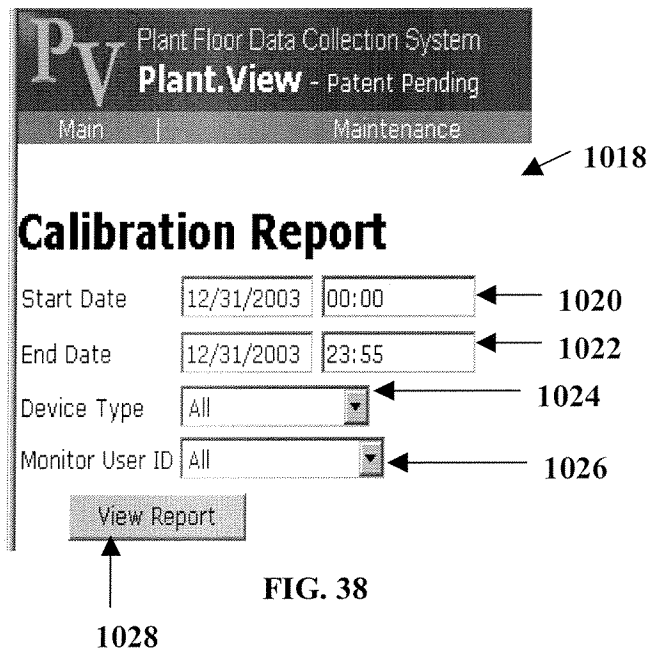 PV Plant Floor Data Collection System
Plant.View - Patent Pending
Main | Maintenance
1018
Calibration Report
Start Date 12/31/2003 00:00 1020
End Date 12/31/2003 23:55 1022
Device Type All 1024
Monitor User ID All 1026
View Report
FIG. 38
1028